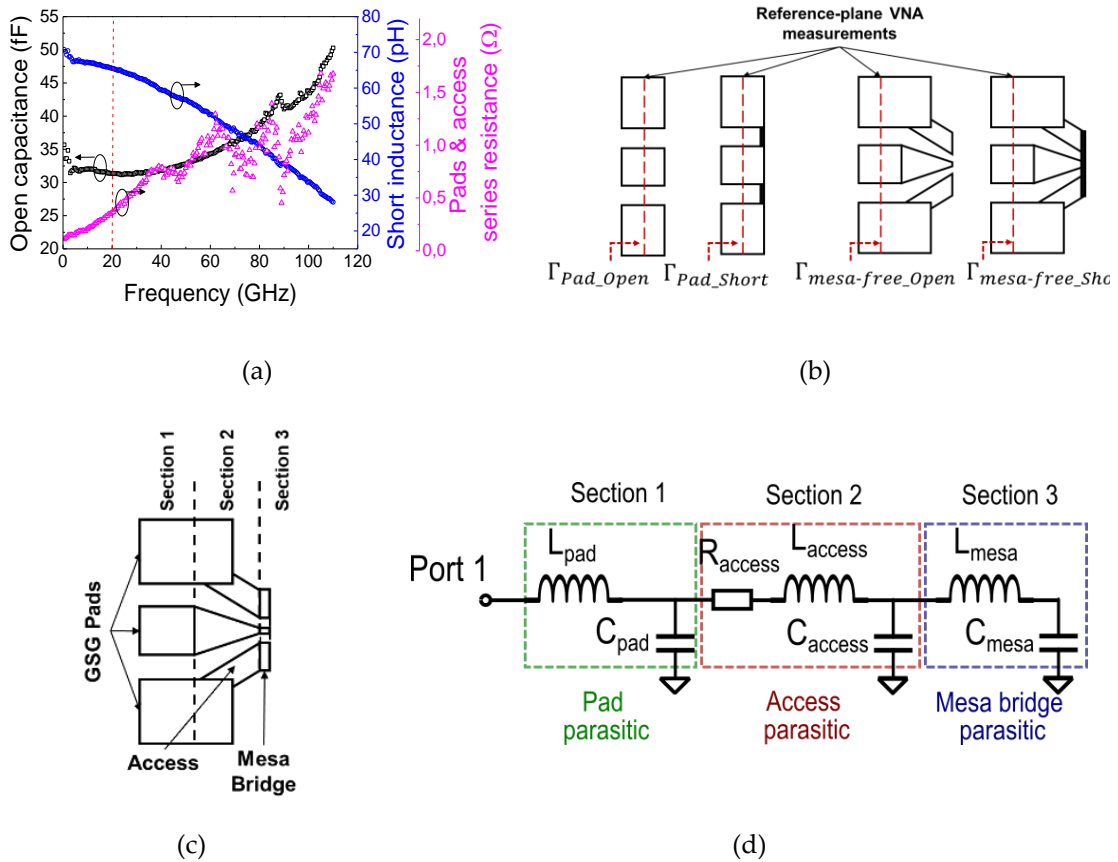 Open capacitance (fF)
50
45
40
35
30
25
20
0
20
40
60
80
100
120
Frequency (GHz)
80
70
60
50
40
30
20
Short inductance (pH)
2,0
1,5
1,0
0,5
0,0
Pads & access
series resistance (Ω)
(a)
Reference-plane VNA
measurements
Γ_Pad_Open
Γ_Pad_Short
Γ_mesa-free_Open
Γ_mesa-free_Sho
(b)
Section 1
Section 2
Section 3
GSG Pads
Access
Mesa
Bridge
(c)
Section 1
Section 2
Section 3
Port 1
L_pad
R_access
L_access
L_mesa
C_pad
C_access
C_mesa
Pad
parasitic
Access
parasitic
Mesa bridge
parasitic
(d)